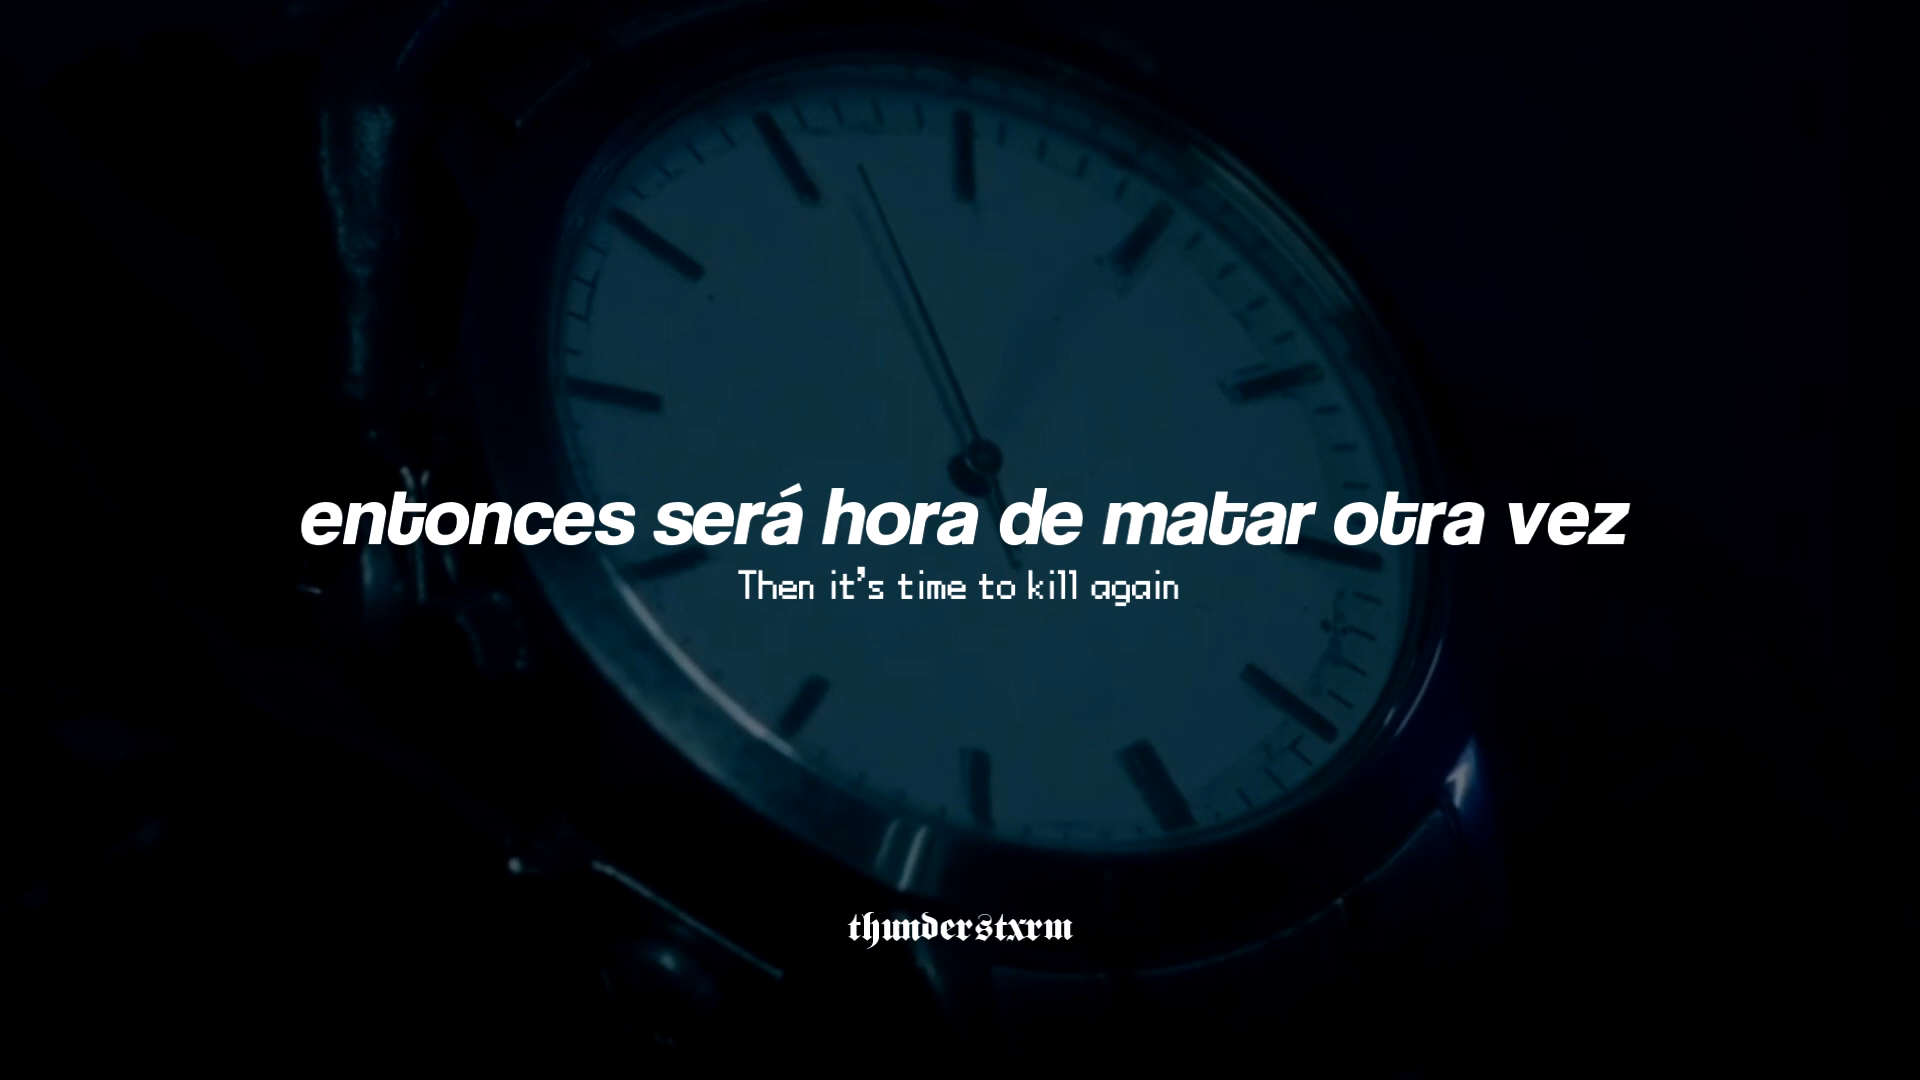 entonces será hora de matar otra vez
Then it's time to kill again
thunderstxrm